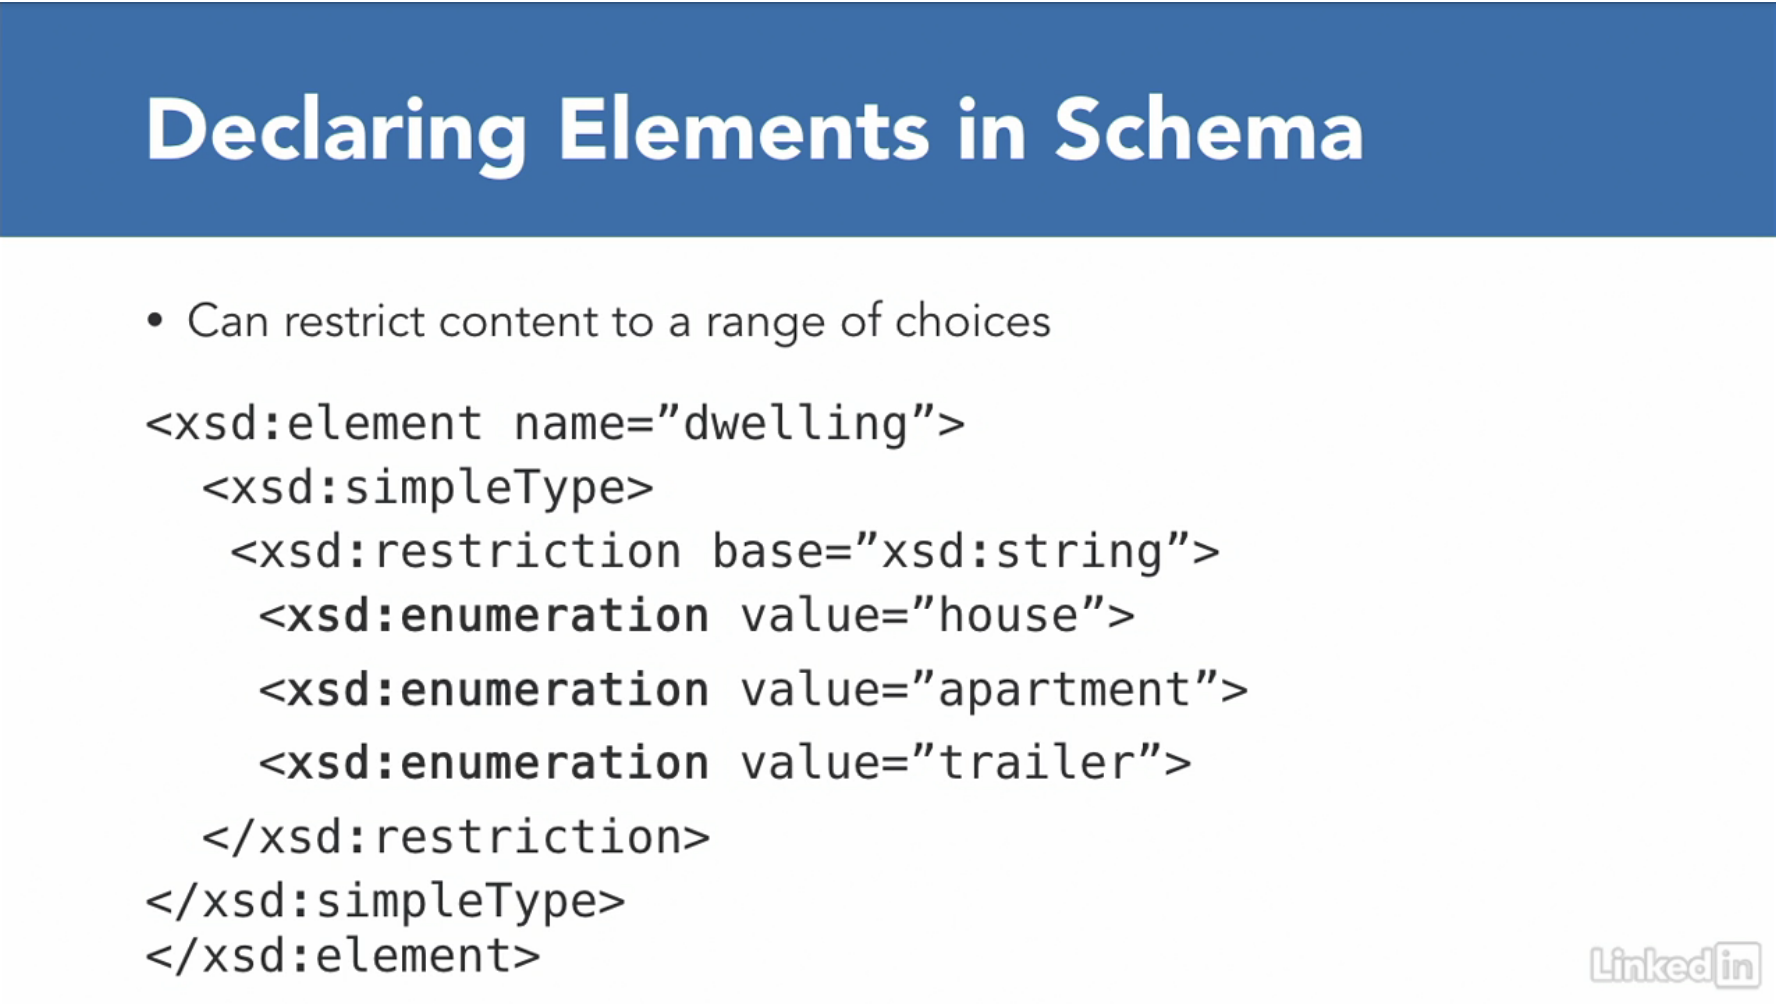 Declaring Elements in Schema
• Can restrict content to a range of choices
<xsd:element name=”dwelling”>
<xsd:simpleType>
<xsd:restriction base=”xsd:string”>
<xsd:enumeration value=”house”>
<xsd:enumeration value=”apartment”>
<xsd:enumeration value=”trailer”>
</xsd:restriction>
</xsd:simpleType>
</xsd:element>
Linked in